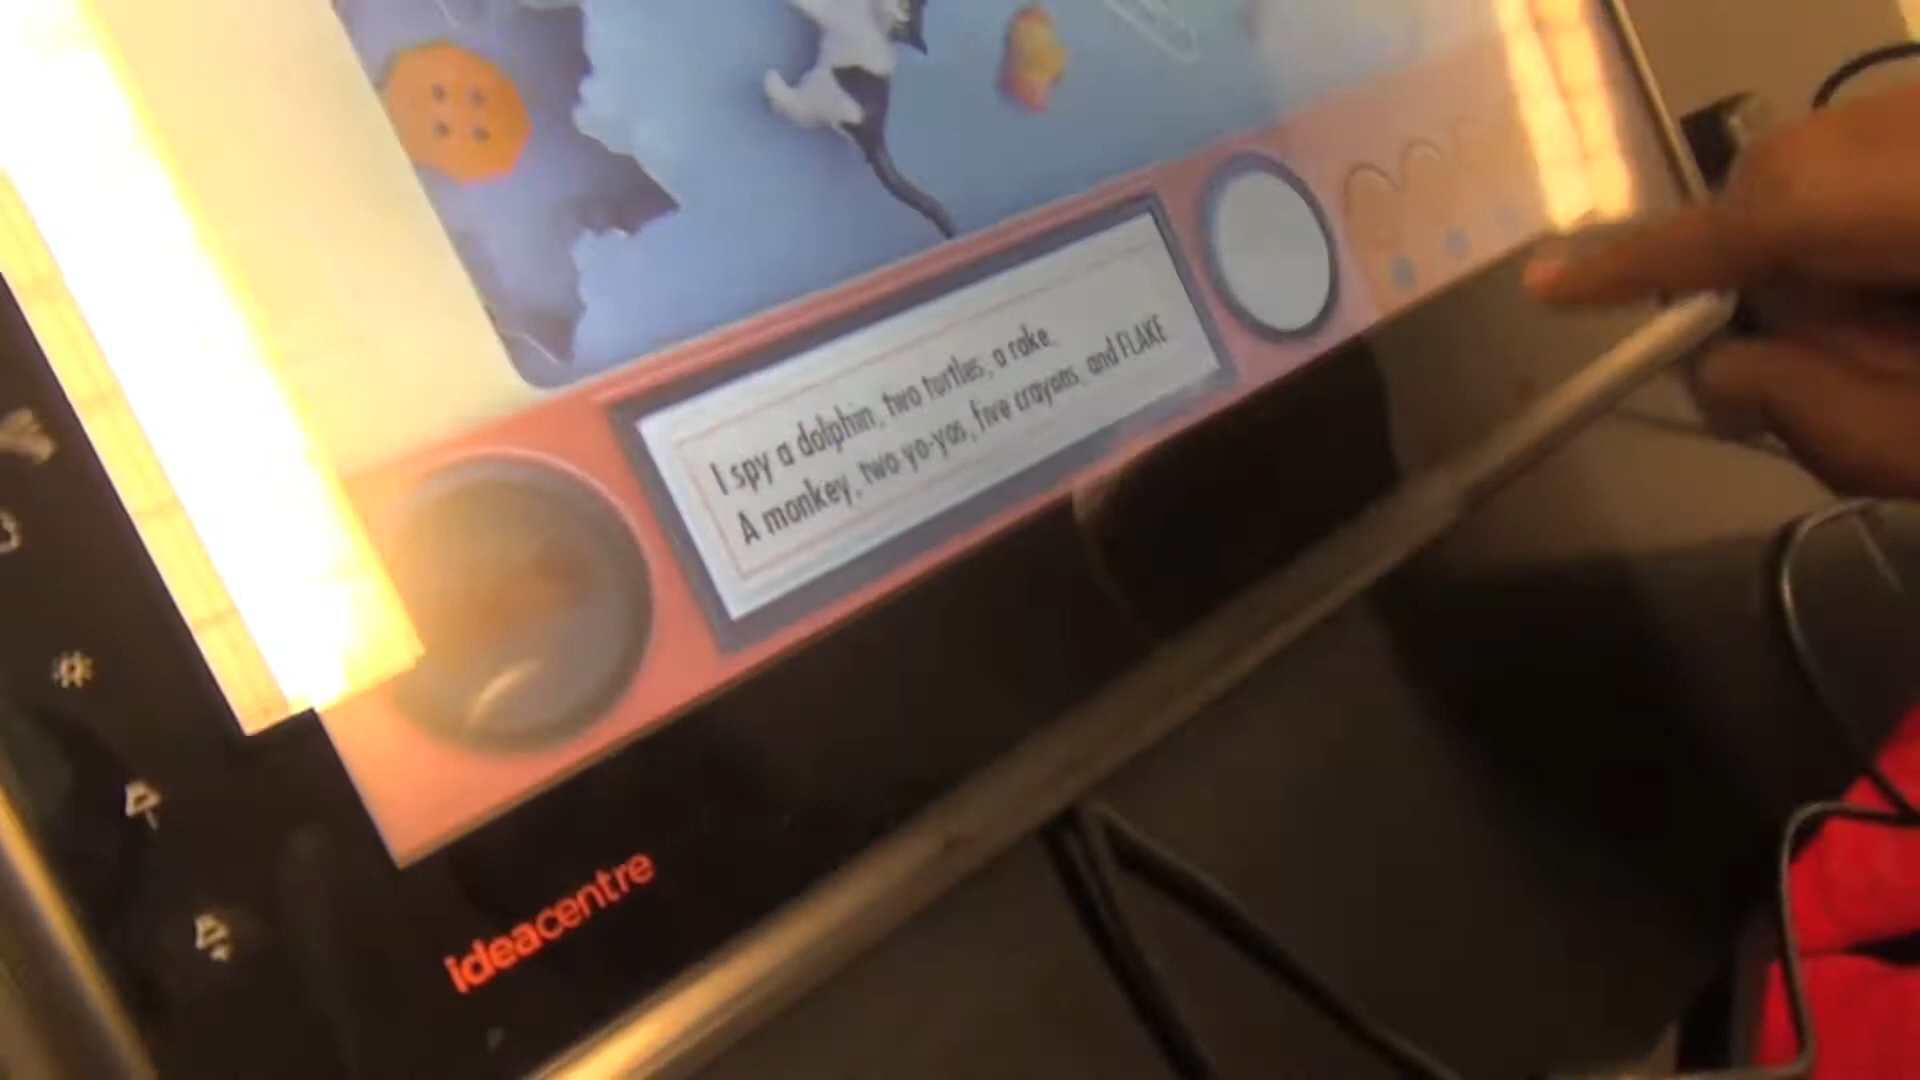 I spy a dolphin, two turtles, a rake,
A monkey, two yo-yos, five crayons, and FLAKE
ideacentre